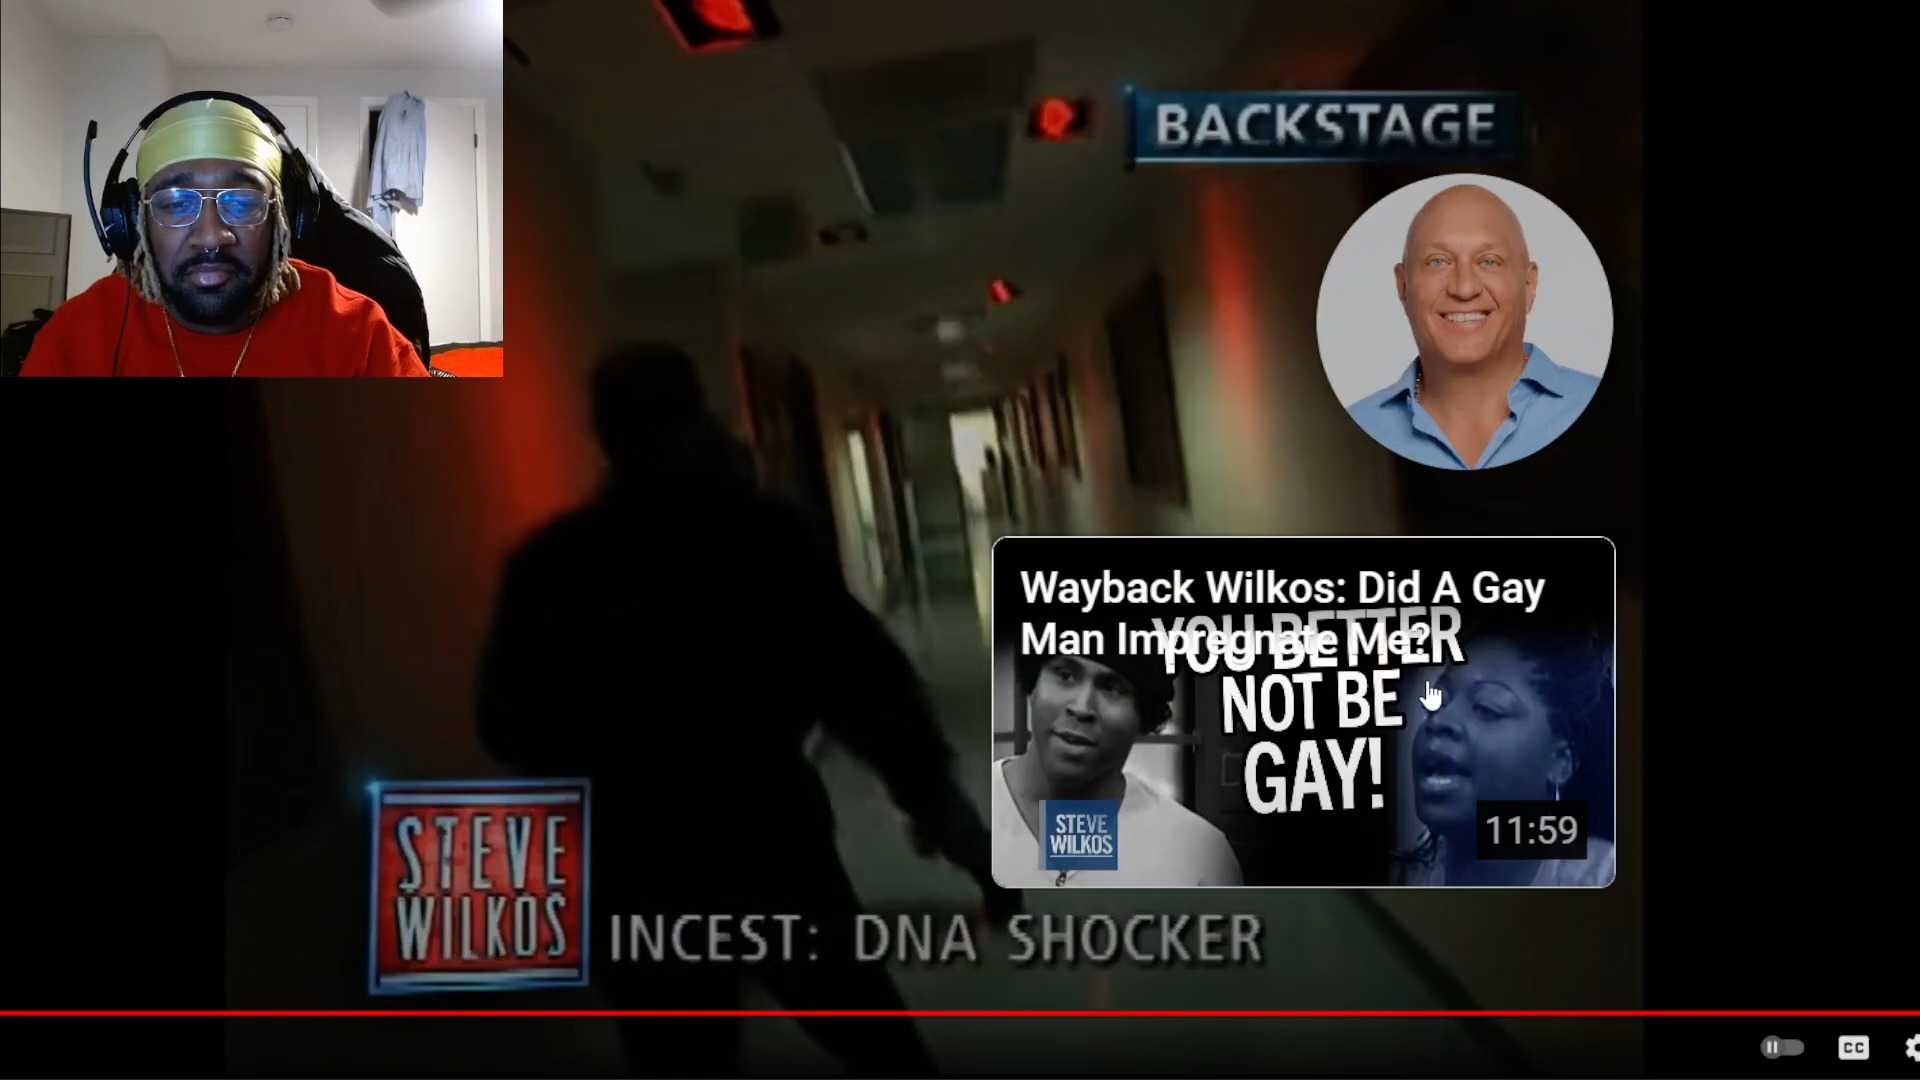 BACKSTAGE
Wayback Wilkos: Did A Gay
Man Impregnate Me?
YOU BETTER
NOT BE
GAY!
STEVE
WILKOS
11:59
STEVE
WILKOS
INCEST: DNA SHOCKER
CC